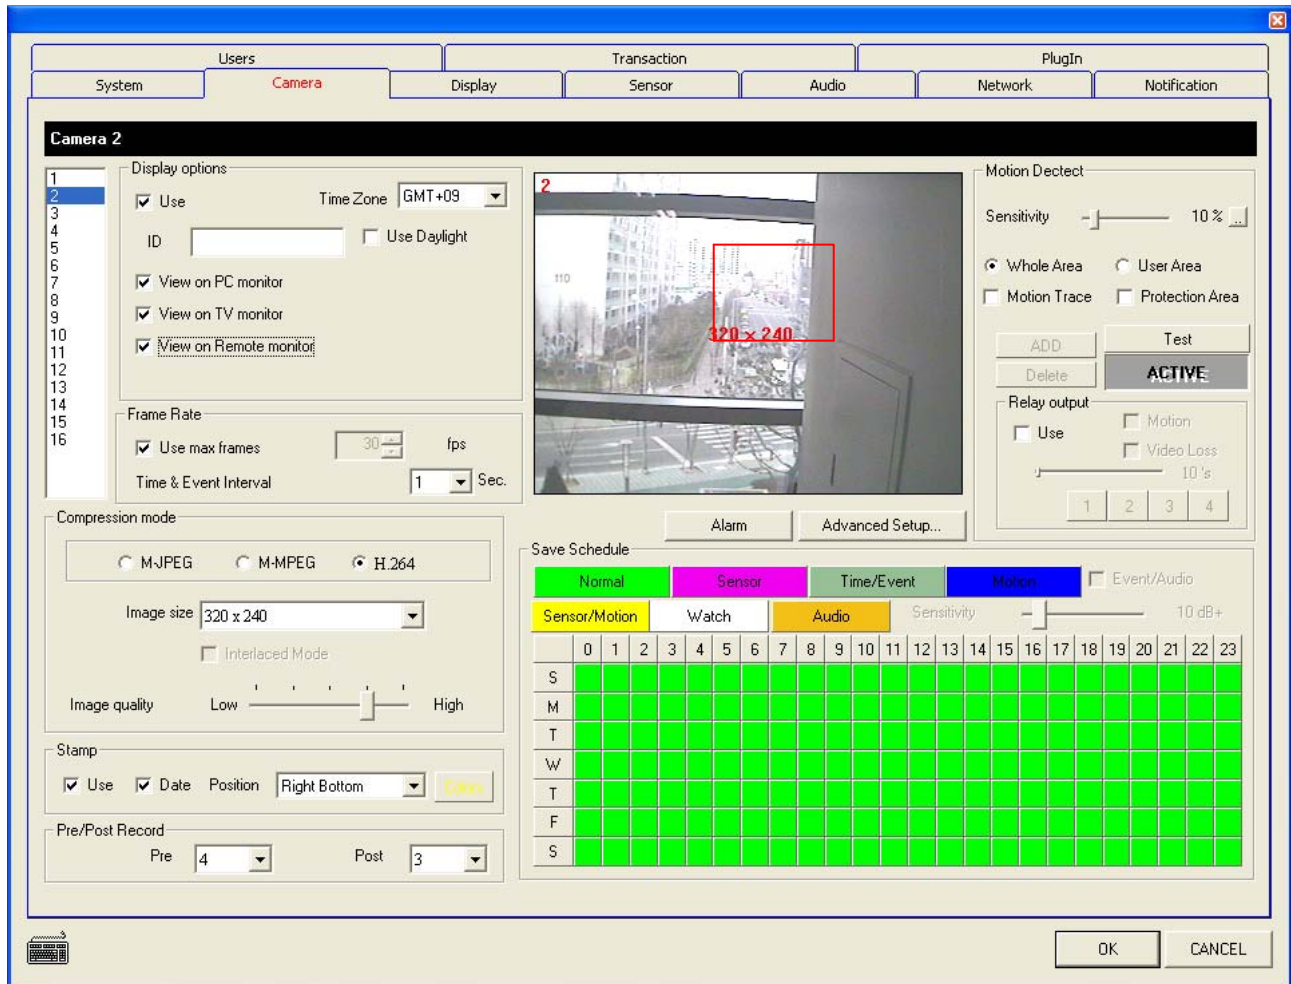 Users Transaction PlugIn
System Camera Display Sensor Audio Network Notification
Camera 2
1
2
3
4
5
6
7
8
9
10
11
12
13
14
15
16
Display options
Use Time Zone GMT+09
ID Use Daylight
View on PC monitor
View on TV monitor
View on Remote monitor
Frame Rate
Use max frames 30 fps
Time & Event Interval 1 Sec.
2
110
320 x 240
Alarm Advanced Setup...
Motion Dectect
Sensitivity 10 % ...
Whole Area User Area
Motion Trace Protection Area
ADD Test
Delete ACTIVE
Relay output
Use Motion
Video Loss
10 's
1 2 3 4
Compression mode
M-JPEG M-MPEG H.264
Image size 320 x 240
Interlaced Mode
Image quality Low High
Stamp
Use Date Position Right Bottom
Pre/Post Record
Pre 4 Post 3
Save Schedule
Normal Sensor Time/Event Motion Event/Audio
Sensor/Motion Watch Audio Sensitivity 10 dB+
0 1 2 3 4 5 6 7 8 9 10 11 12 13 14 15 16 17 18 19 20 21 22 23
S
M
T
W
T
F
S
OK CANCEL